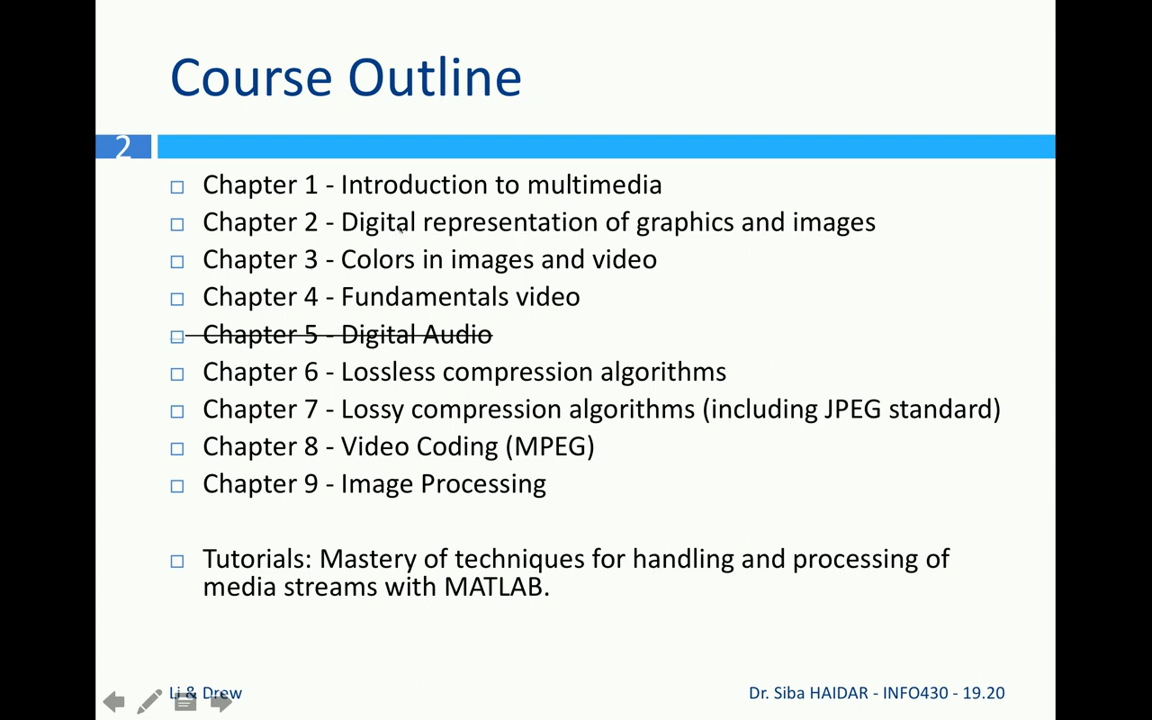 Course Outline
2
Chapter 1 - Introduction to multimedia
Chapter 2 - Digital representation of graphics and images
Chapter 3 - Colors in images and video
Chapter 4 - Fundamentals video
Chapter 5 - Digital Audio
Chapter 6 - Lossless compression algorithms
Chapter 7 - Lossy compression algorithms (including JPEG standard)
Chapter 8 - Video Coding (MPEG)
Chapter 9 - Image Processing
Tutorials: Mastery of techniques for handling and processing of
media streams with MATLAB.
Li & Drew
Dr. Siba HAIDAR - INFO430 - 19.20